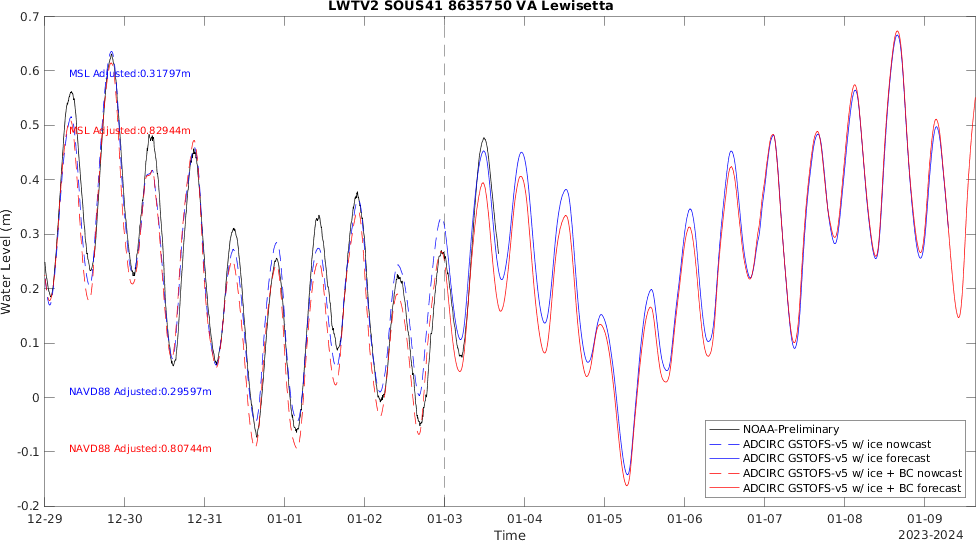 LWTV2 SOUS41 8635750 VA Lewisetta
0.7
0.6
0.5
0.4
0.3
0.2
0.1
0
-0.1
-0.2
Water Level (m)
MSL Adjusted:0.31797m
MSL Adjusted:0.82944m
NAVD88 Adjusted:0.29597m
NAVD88 Adjusted:0.80744m
NOAA-Preliminary
ADCIRC GSTOFS-v5 w/ ice nowcast
ADCIRC GSTOFS-v5 w/ ice forecast
ADCIRC GSTOFS-v5 w/ ice + BC nowcast
ADCIRC GSTOFS-v5 w/ ice + BC forecast
12-29 12-30 12-31 01-01 01-02 01-03 01-04 01-05 01-06 01-07 01-08 01-09
Time
2023-2024